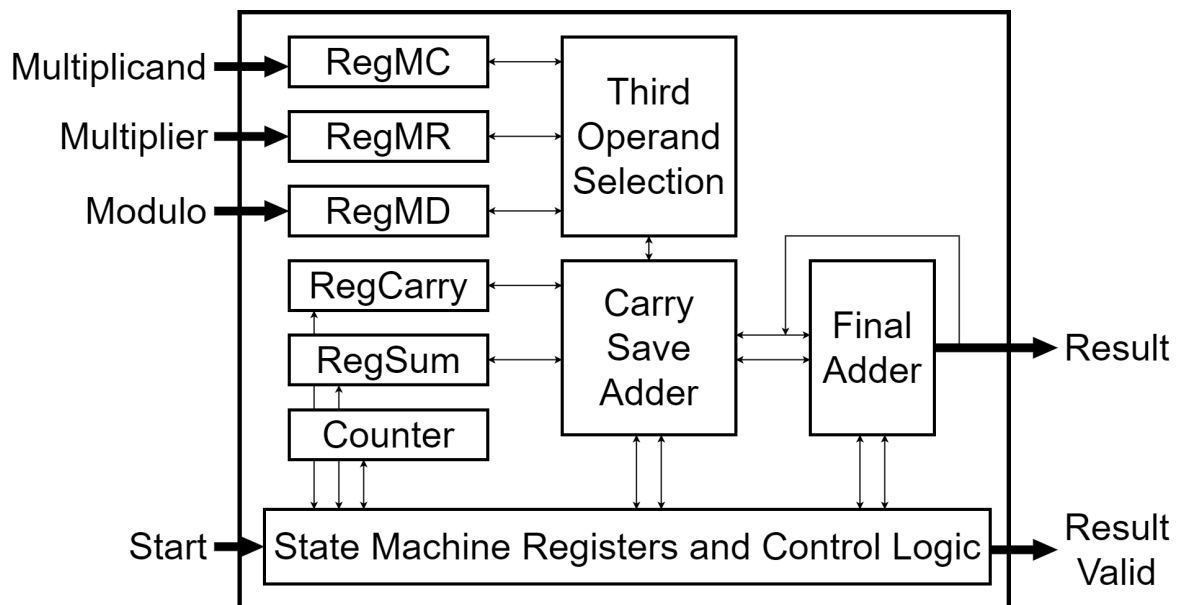 Multiplicand
RegMC
Multiplier
RegMR
Modulo
RegMD
Third
Operand
Selection
RegCarry
RegSum
Counter
Carry
Save
Adder
Final
Adder
Result
Start
State Machine Registers and Control Logic
Result
Valid